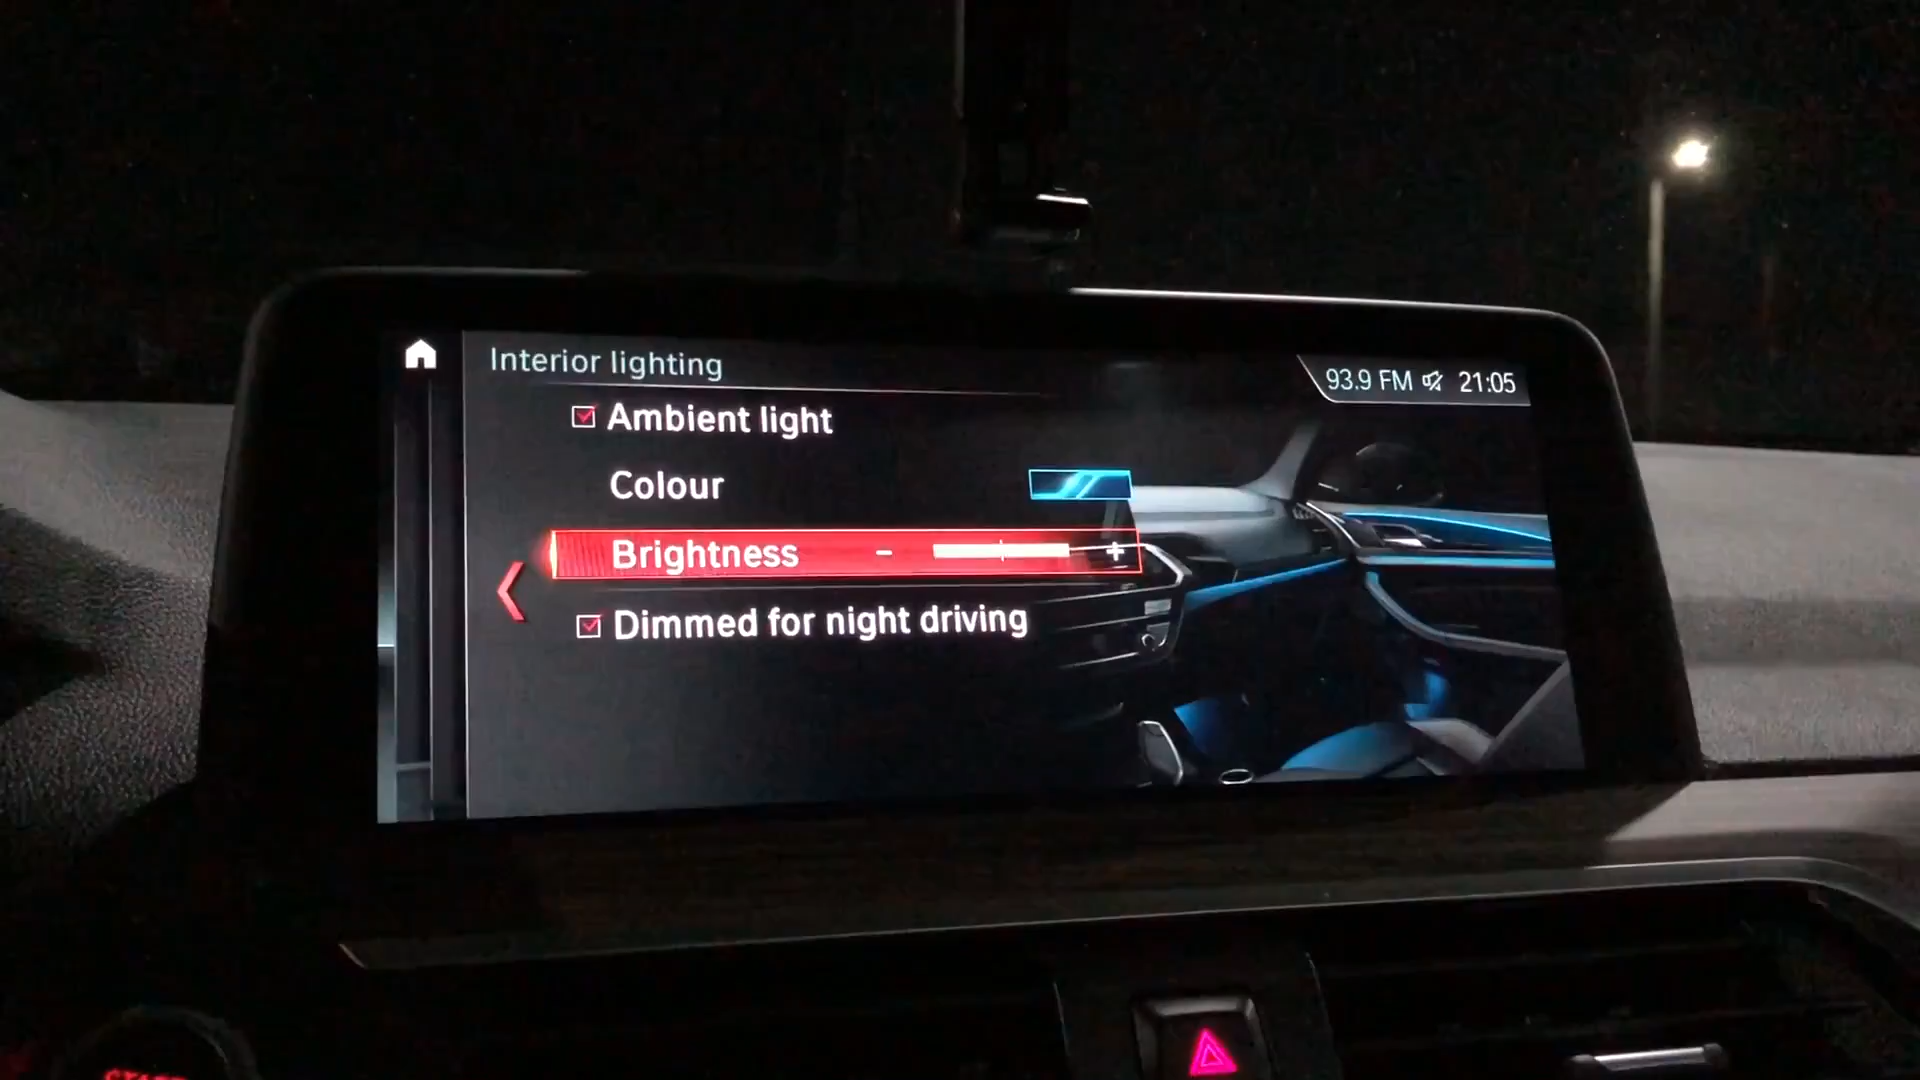 Interior lighting
93.9 FM 21:05
Ambient light
Colour
Brightness - +
Dimmed for night driving